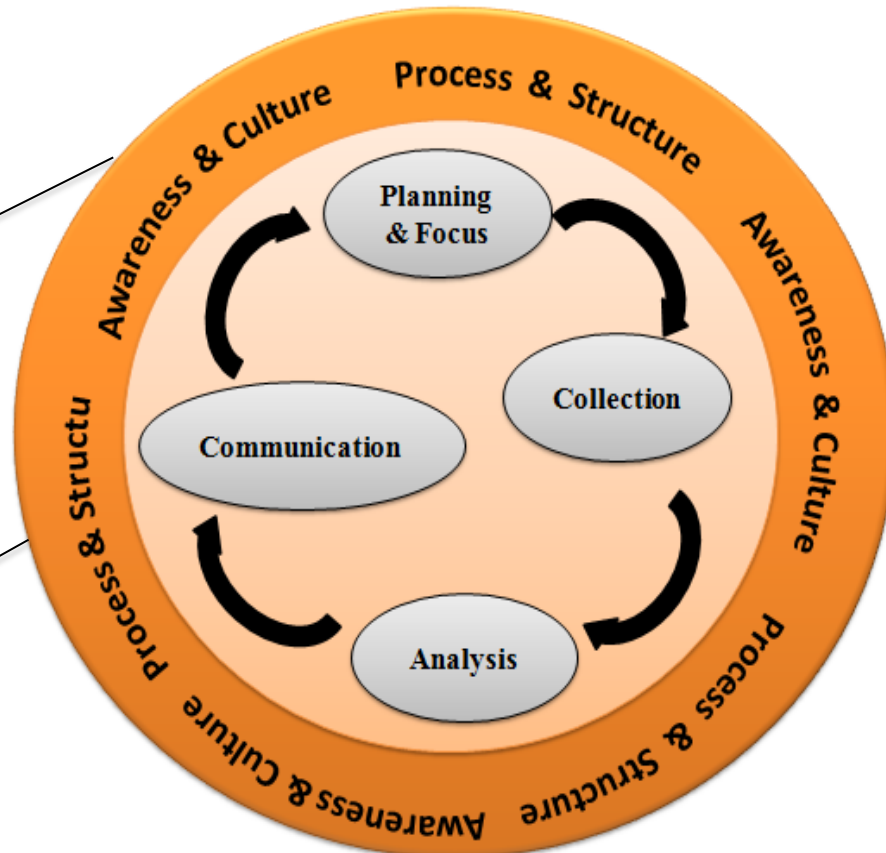 Process & Structure
Awareness & Culture
Process & Structure
Awareness & Culture
Process & Structu
Awareness & Culture
Planning
& Focus
Collection
Analysis
Communication